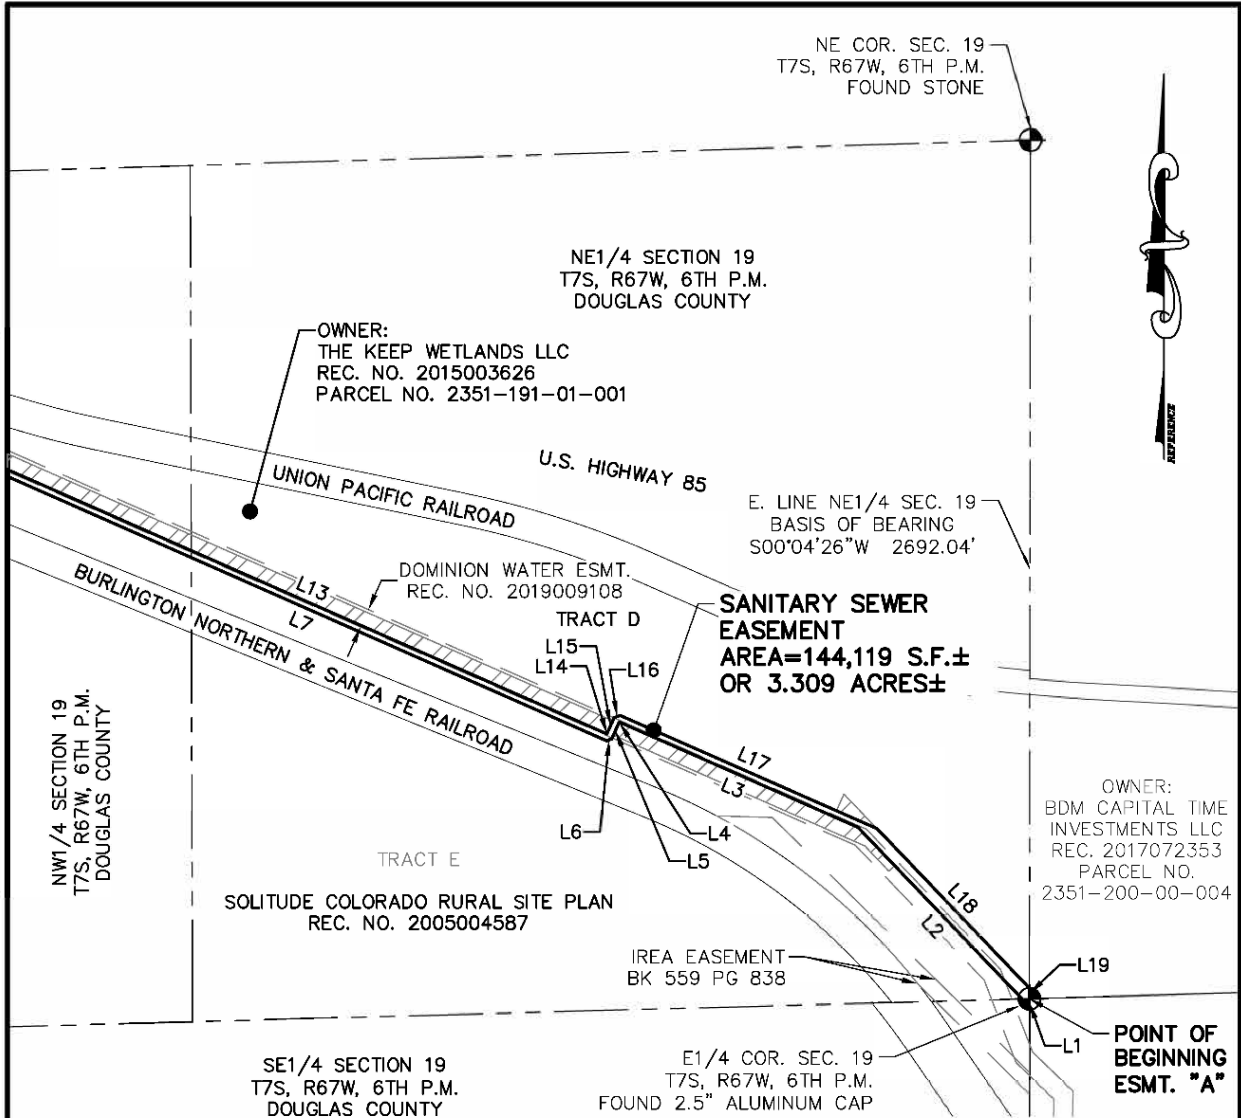 NE COR. SEC. 19
T7S, R67W, 6TH P.M.
FOUND STONE
NE1/4 SECTION 19
T7S, R67W, 6TH P.M.
DOUGLAS COUNTY
REFERENCE
OWNER:
THE KEEP WETLANDS LLC
REC. NO. 2015003626
PARCEL NO. 2351-191-01-001
U.S. HIGHWAY 85
UNION PACIFIC RAILROAD
E. LINE NE1/4 SEC. 19
BASIS OF BEARING
S00°04'26"W 2692.04'
DOMINION WATER ESMT.
REC. NO. 2019009108
L13
L7
BURLINGTON NORTHERN & SANTA FE RAILROAD
TRACT D
SANITARY SEWER
EASEMENT
AREA=144,119 S.F.±
OR 3.309 ACRES±
L15
L14
L16
L17
L3
L6
L4
L5
NW1/4 SECTION 19
T7S, R67W, 6TH P.M.
DOUGLAS COUNTY
OWNER:
BDM CAPITAL TIME
INVESTMENTS LLC
REC. 2017072353
PARCEL NO.
2351-200-00-004
TRACT E
SOLITUDE COLORADO RURAL SITE PLAN
REC. NO. 2005004587
L18
L2
IREA EASEMENT
BK 559 PG 838
L19
L1
POINT OF
BEGINNING
ESMT. "A"
SE1/4 SECTION 19
T7S, R67W, 6TH P.M.
DOUGLAS COUNTY
E1/4 COR. SEC. 19
T7S, R67W, 6TH P.M.
FOUND 2.5" ALUMINUM CAP